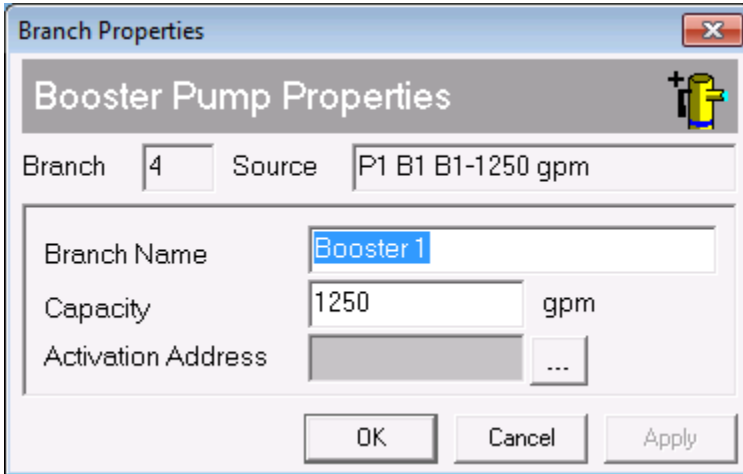 Branch Properties
Booster Pump Properties
Branch 4 Source P1 B1 B1-1250 gpm
Branch Name Booster 1
Capacity 1250 gpm
Activation Address ...
OK Cancel Apply